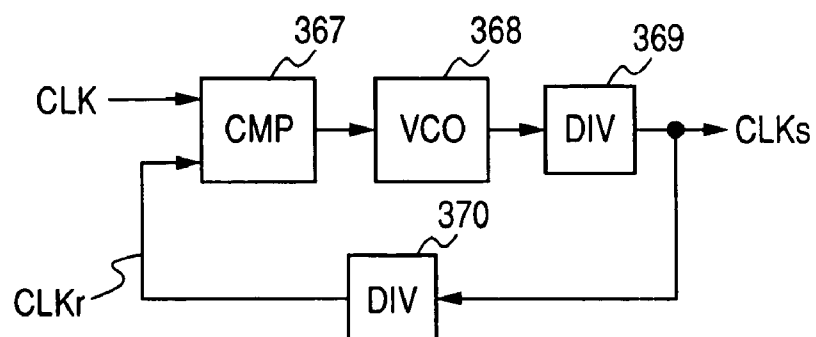 367
368
369
CLK
CMP
VCO
DIV
CLKs
370
CLKr
DIV